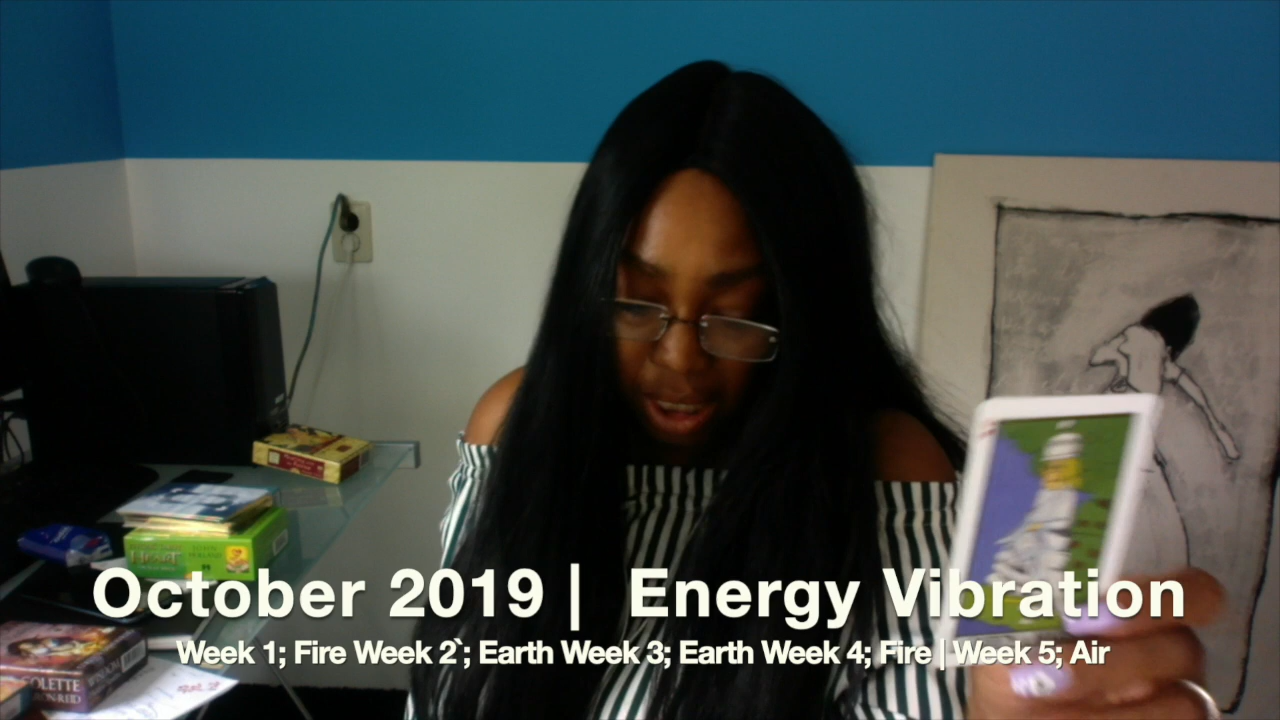 October 2019 | Energy Vibration
Week 1; Fire Week 2`; Earth Week 3; Earth Week 4; Fire | Week 5; Air
COLETTE